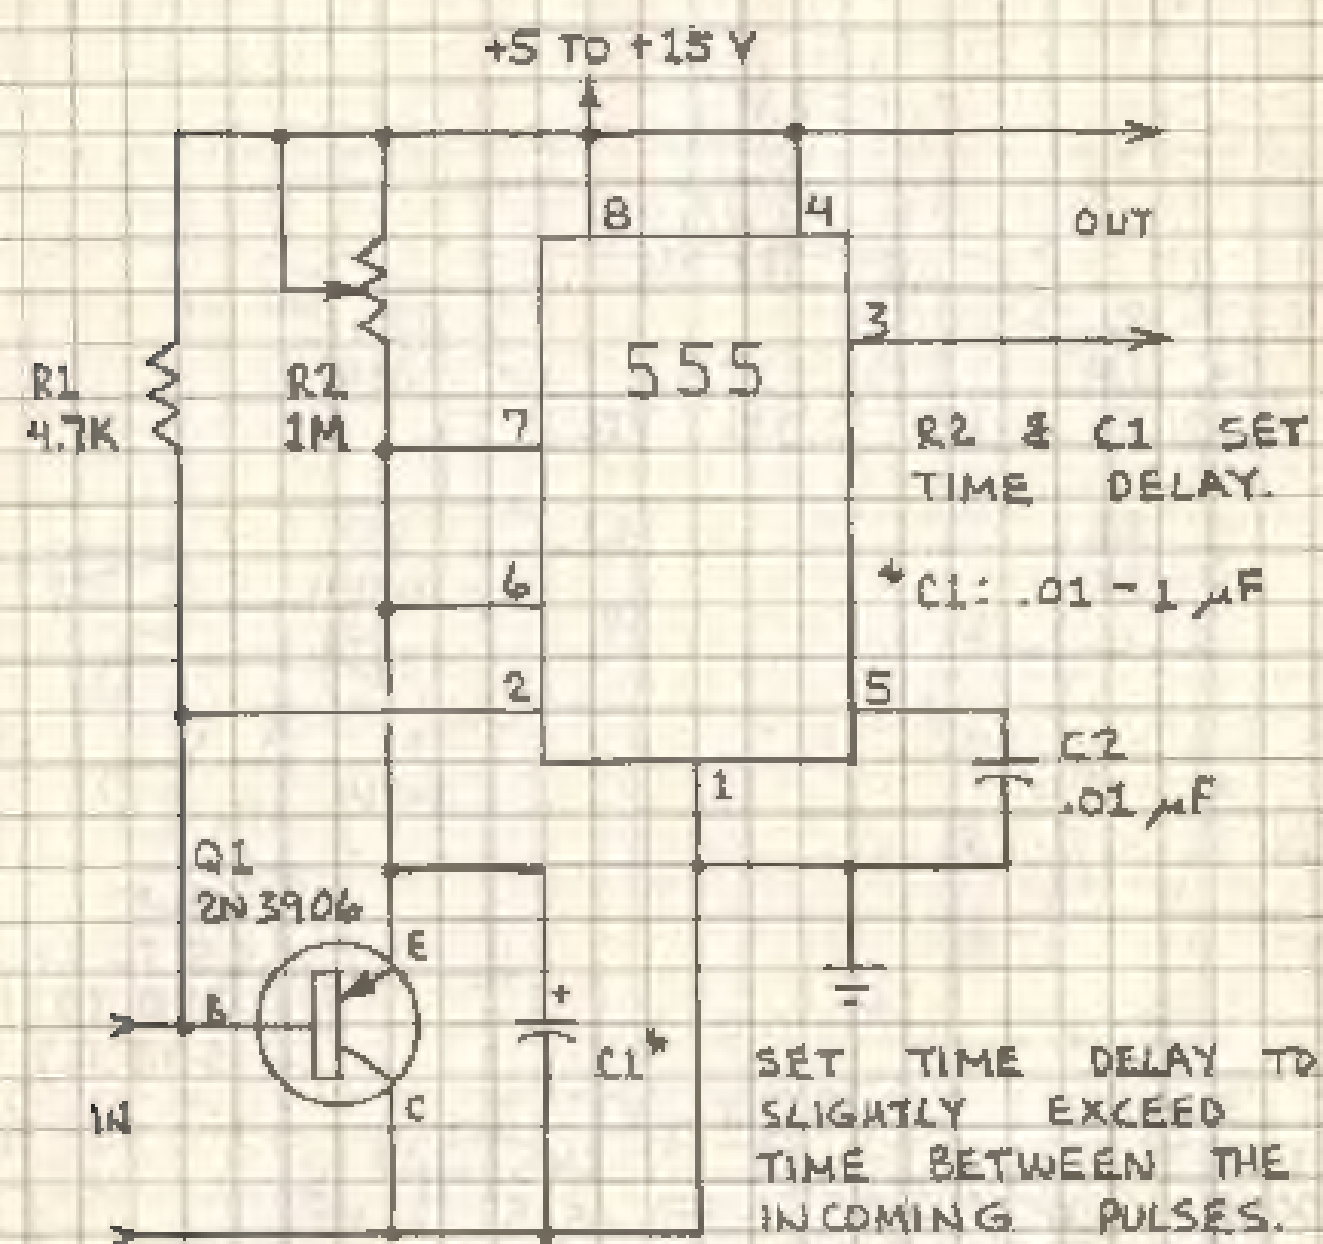 +5 TO +15 V
8
4
OUT
3
555
R1
4.7K
R2
1M
7
R2 & C1 SET
TIME DELAY.
6
*C1: .01 - 1 µF
2
5
C2
.01 µF
1
Q1
2N3906
E
B
+
C1*
C
IN
SET TIME DELAY TO
SLIGHTLY EXCEED
TIME BETWEEN THE
INCOMING PULSES.